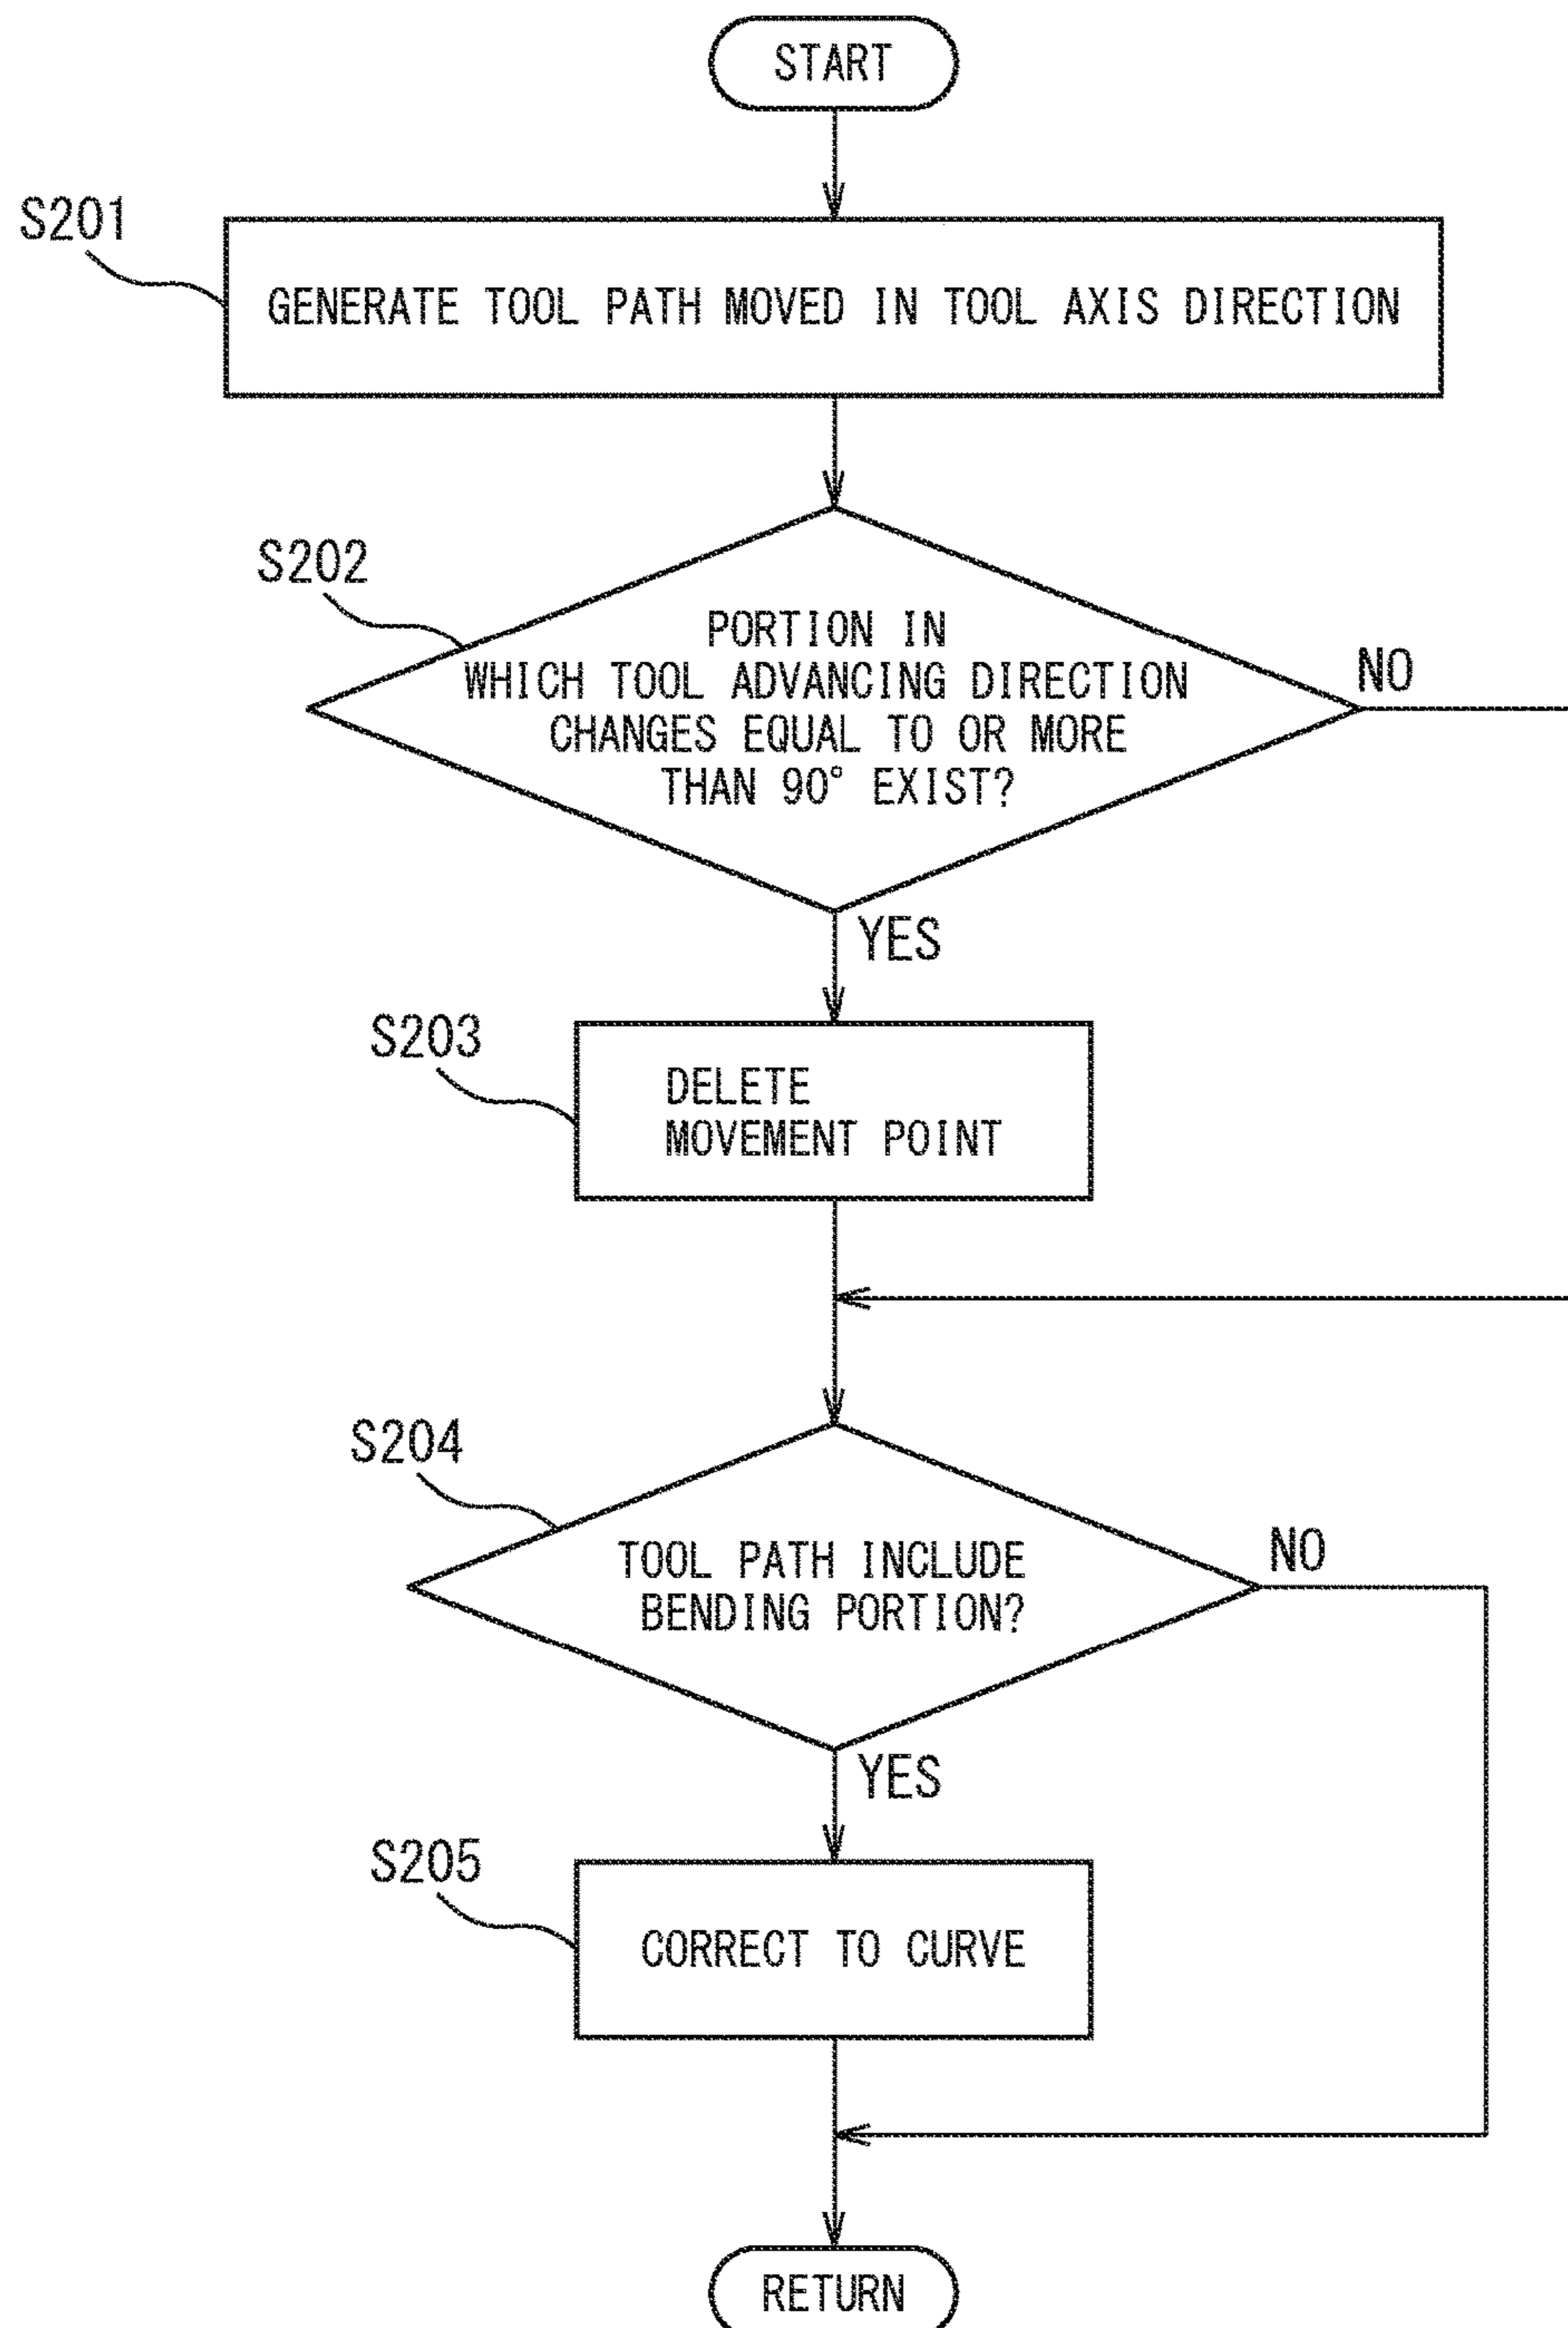 START
S201
GENERATE TOOL PATH MOVED IN TOOL AXIS DIRECTION
S202
PORTION IN
WHICH TOOL ADVANCING DIRECTION
CHANGES EQUAL TO OR MORE
THAN 90° EXIST?
NO
YES
S203
DELETE
MOVEMENT POINT
S204
TOOL PATH INCLUDE
BENDING PORTION?
NO
YES
S205
CORRECT TO CURVE
RETURN